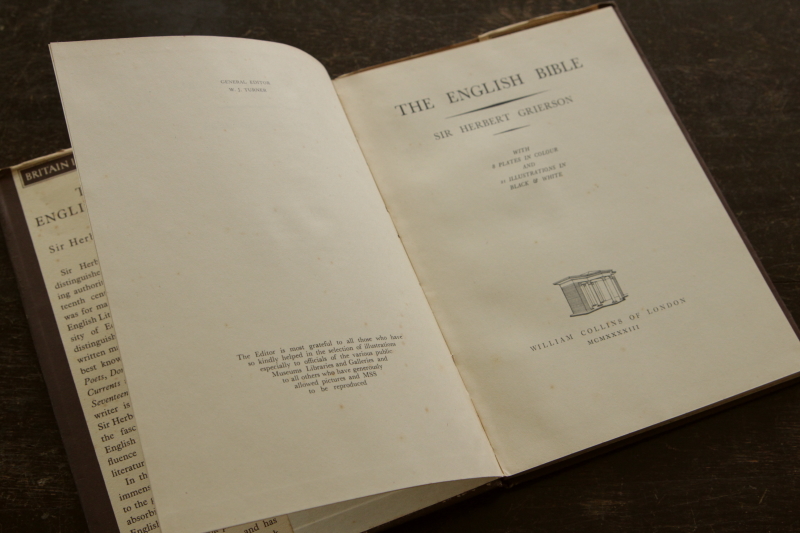 BRITAIN
T
ENGLI
Sir Herb
Sir Herb
distinguishe
ing authori
teenth cen
was for ma
English Lit
sity of E
distinguish
written m
best know
Poets, Do
Currents
Seventeen
writer is
Sir Herb
the fasc
English
fluence
literatur
In th
immens
to the
absorb
English
and has
GENERAL EDITOR
W. J. TURNER
The Editor is most grateful to all those who have
so kindly helped in the selection of illustrations
especially to officials of the various public
Museums Libraries and Galleries and
to all others who have generously
allowed pictures and MSS
to be reproduced
THE ENGLISH BIBLE
SIR HERBERT GRIERSON
WITH
8 PLATES IN COLOUR
AND
ILLUSTRATIONS IN
BLACK & WHITE
WILLIAM COLLINS OF LONDON
MCMXXXXIII